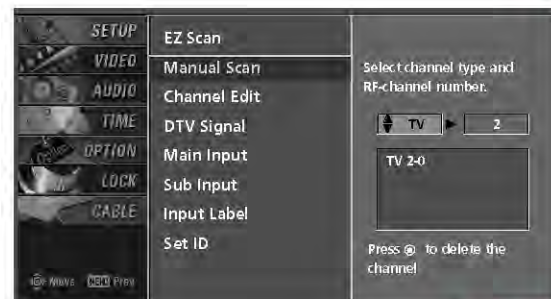 SETUP
VIDEO
AUDIO
TIME
OPTION
LOCK
CABLE
Move Prev
EZ Scan
Manual Scan
Channel Edit
DTV Signal
Main Input
Sub Input
Input Label
Set ID
Select channel type and
RF-channel number.
TV 2
TV 2-0
Press to delete the
channel